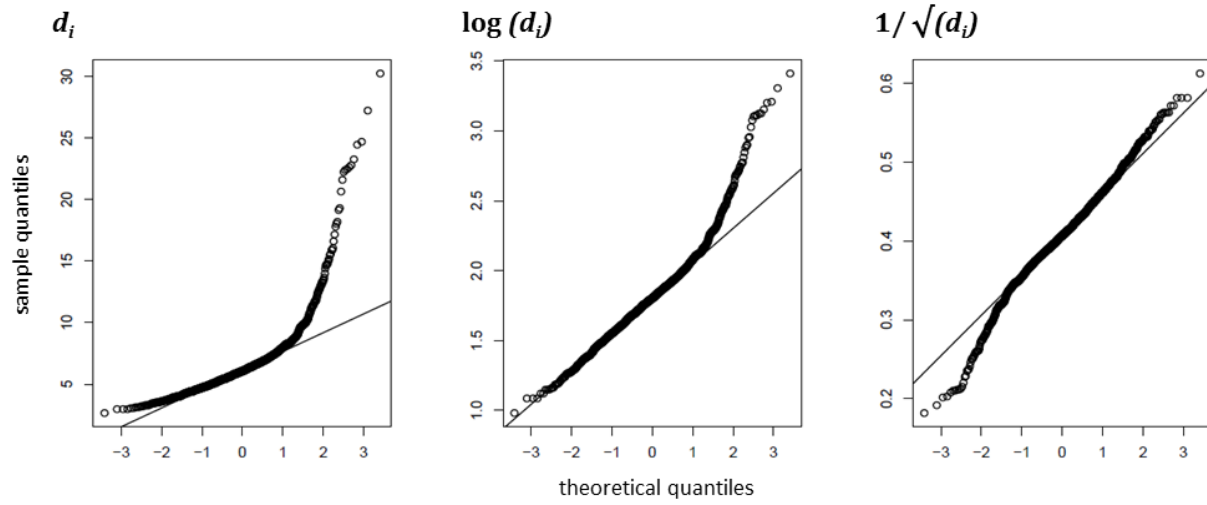 d_i
log (d_i)
1/ √(d_i)
sample quantiles
30
25
20
15
10
5
−3 −2 −1 0 1 2 3
3.5
3.0
2.5
2.0
1.5
1.0
−3 −2 −1 0 1 2 3
0.6
0.5
0.4
0.3
0.2
−3 −2 −1 0 1 2 3
theoretical quantiles